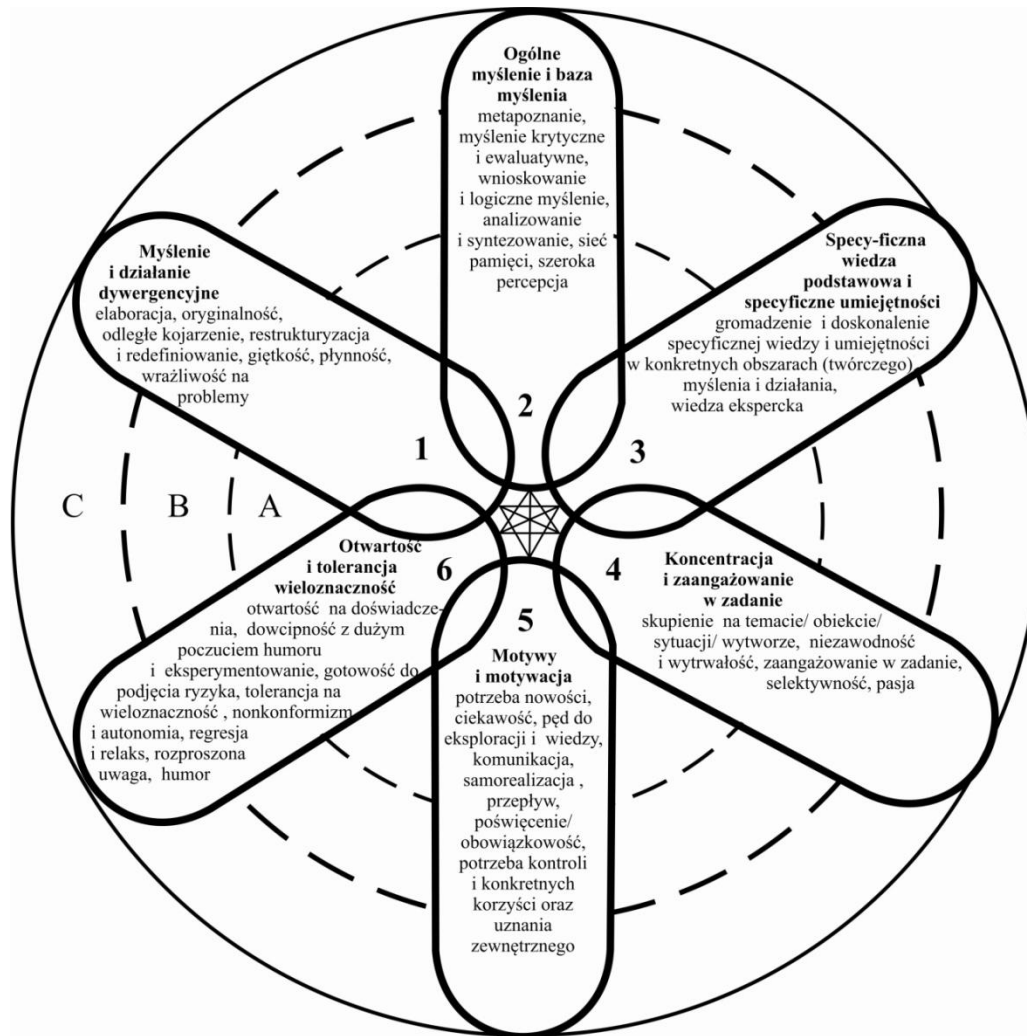 Ogólne
myślenie i baza
myślenia
metapoznanie,
myślenie krytyczne
i ewaluatywne,
wnioskowanie
i logiczne myślenie,
analizowanie
i syntezowanie, sieć
pamięci, szeroka
percepcja
Myślenie
i działanie
dywergencyjne
elaboracja, oryginalność,
odległe kojarzenie, restrukturyzacja
i redefiniowanie, giętkość, płynność,
wrażliwość na
problemy
Specy-ficzna
wiedza
podstawowa i
specyficzne umiejętności
gromadzenie i doskonalenie
specyficznej wiedzy i umiejętności
w konkretnych obszarach (twórczego)
myślenia i działania,
wiedza ekspercka
2
1
3
C
B
A
6
4
5
Otwartość
i tolerancja
wieloznaczność
otwartość na doświadcze-
nia, dowcipność z dużym
poczuciem humoru
i eksperymentowanie, gotowość do
podjęcia ryzyka, tolerancja na
wieloznaczność , nonkonformizm
i autonomia, regresja
i relaks, rozproszona
uwaga, humor
Koncentracja
i zaangażowanie
w zadanie
skupienie na temacie/ obiekcie/
sytuacji/ wytworze, niezawodność
i wytrwałość, zaangażowanie w zadanie,
selektywność, pasja
Motywy
i motywacja
potrzeba nowości,
ciekawość, pęd do
eksploracji i wiedzy,
komunikacja,
samorealizacja ,
przepływ,
poświęcenie/
obowiązkowość,
potrzeba kontroli
i konkretnych
korzyści oraz
uznania
zewnętrznego